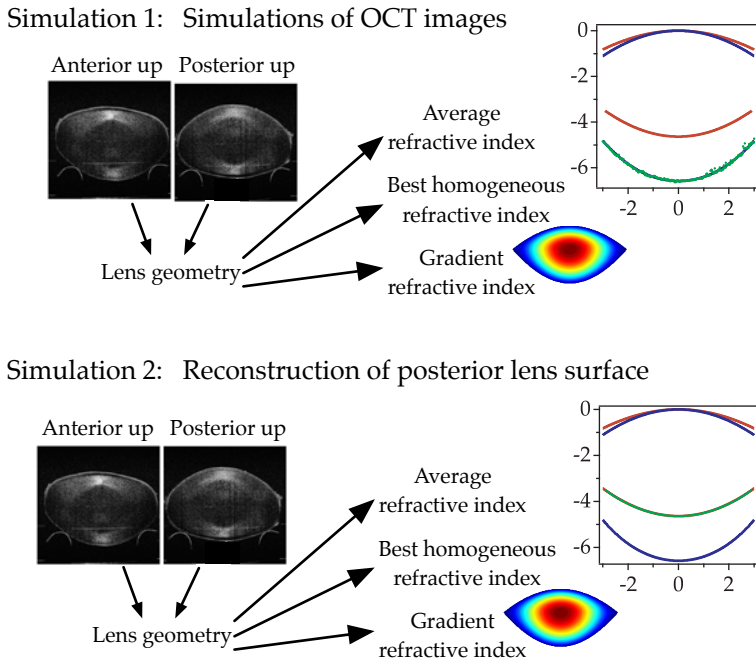 Simulation 1: Simulations of OCT images
Anterior up Posterior up
Average
refractive index
Best homogeneous
refractive index
Gradient
refractive index
Lens geometry
0
-2
-4
-6
-2 0 2
Simulation 2: Reconstruction of posterior lens surface
Anterior up Posterior up
Average
refractive index
Best homogeneous
refractive index
Gradient
refractive index
Lens geometry
0
-2
-4
-6
-2 0 2